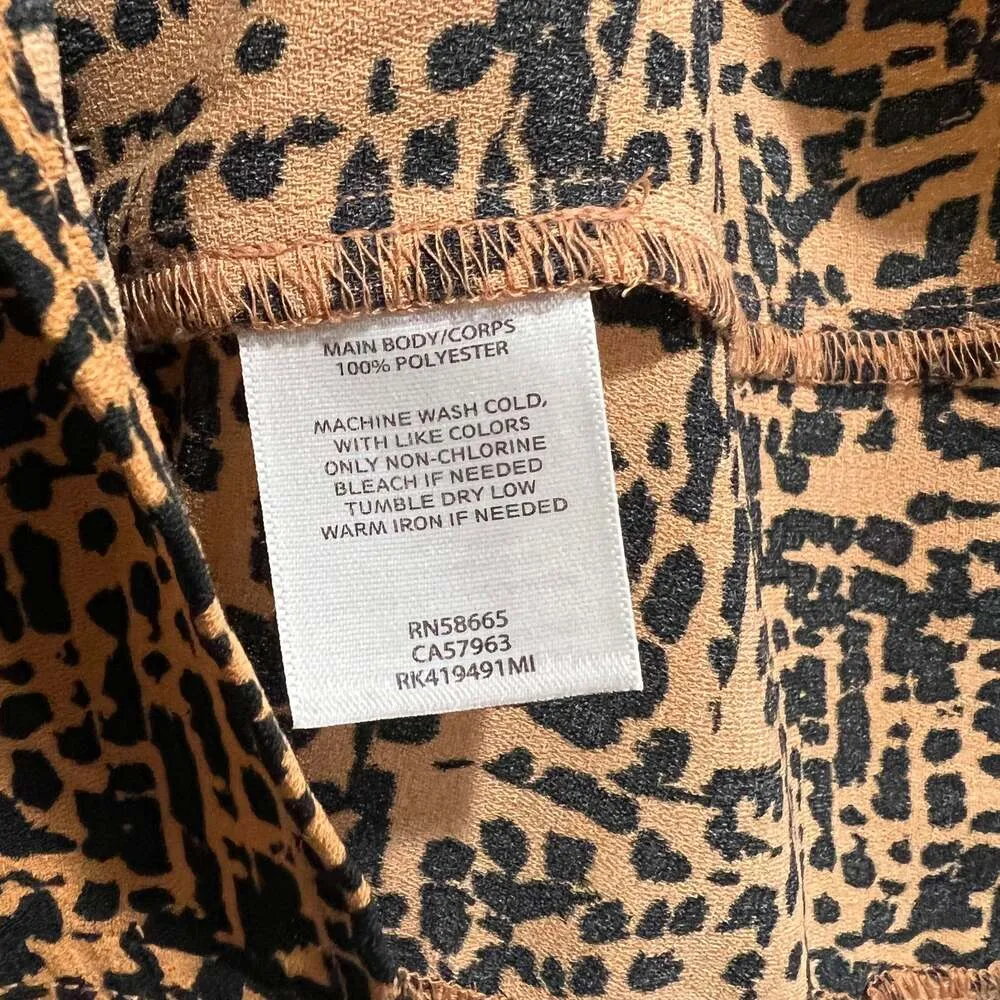 MAIN BODY/CORPS
100% POLYESTER
MACHINE WASH COLD,
WITH LIKE COLORS
ONLY NON-CHLORINE
BLEACH IF NEEDED
TUMBLE DRY LOW
WARM IRON IF NEEDED
RN58665
CA57963
RK419491MI